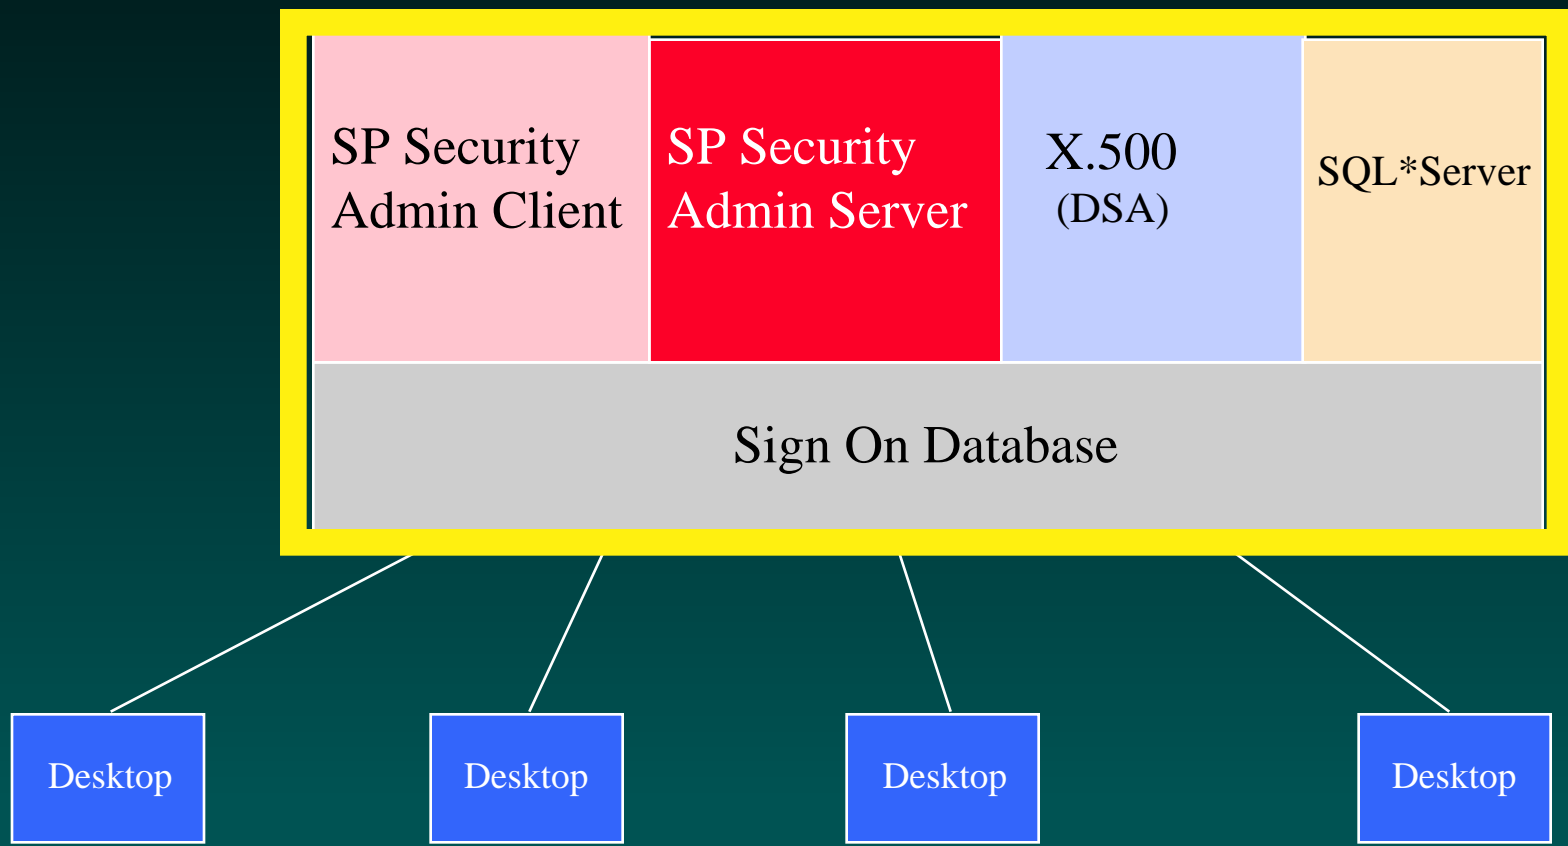 SP Security
Admin Client
SP Security
Admin Server
X.500
(DSA)
SQL*Server
Sign On Database
Desktop
Desktop
Desktop
Desktop